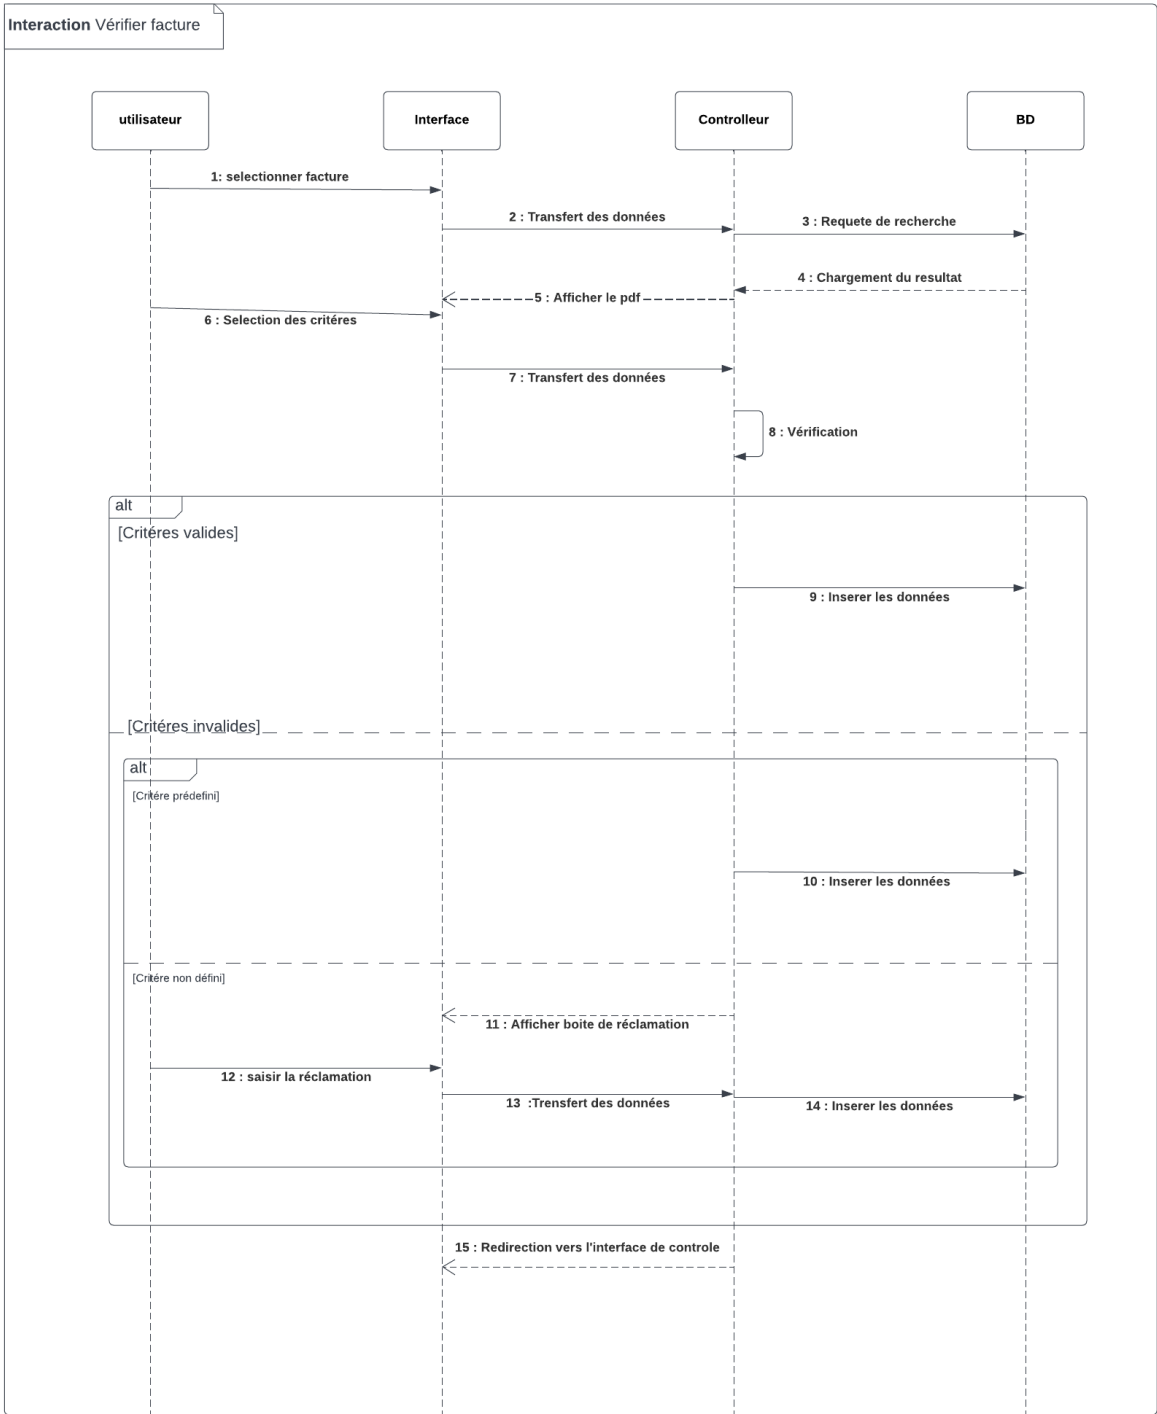 Interaction Vérifier facture
utilisateur
Interface
Controlleur
BD
1: selectionner facture
2 : Transfert des données
3 : Requete de recherche
4 : Chargement du resultat
5 : Afficher le pdf
6 : Selection des critéres
7 : Transfert des données
8 : Vérification
alt
[Critéres valides]
9 : Inserer les données
[Critéres invalides]
alt
[Critére prédefini]
10 : Inserer les données
[Critére non défini]
11 : Afficher boite de réclamation
12 : saisir la réclamation
13 :Trensfert des données
14 : Inserer les données
15 : Redirection vers l'interface de controle